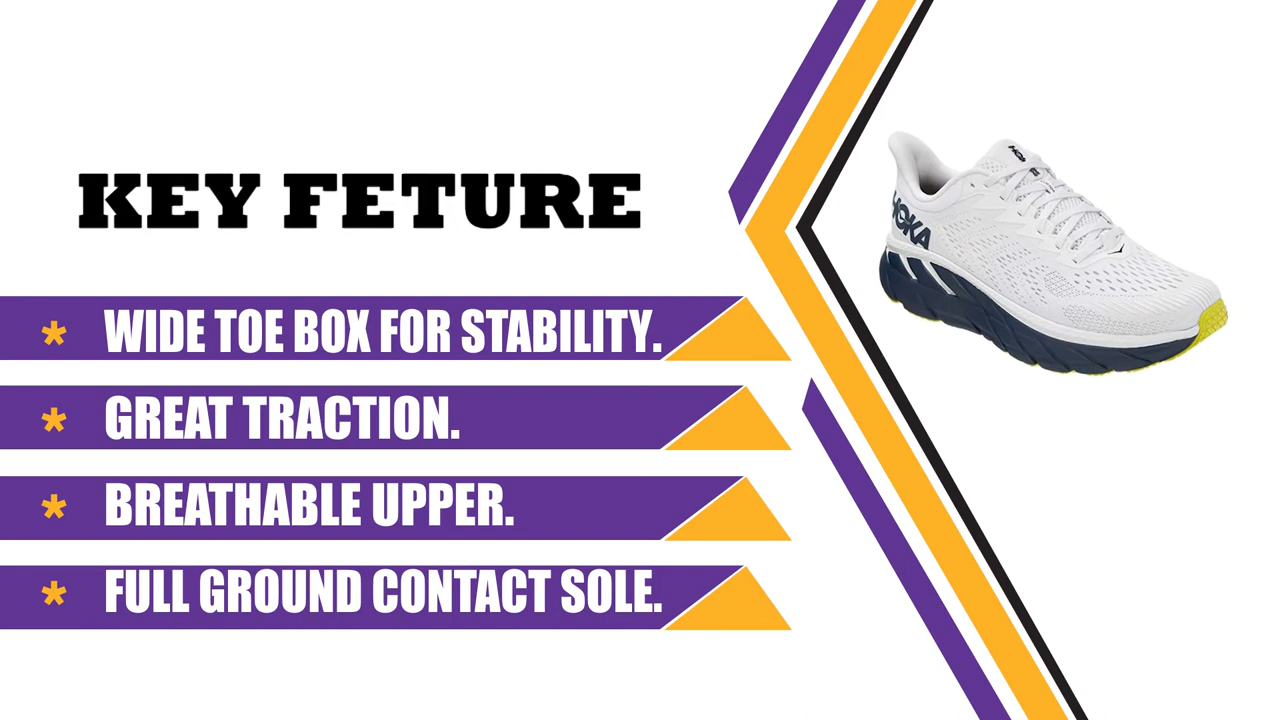 KEY FETURE
* WIDE TOE BOX FOR STABILITY.
* GREAT TRACTION.
* BREATHABLE UPPER.
* FULL GROUND CONTACT SOLE.
HOKA